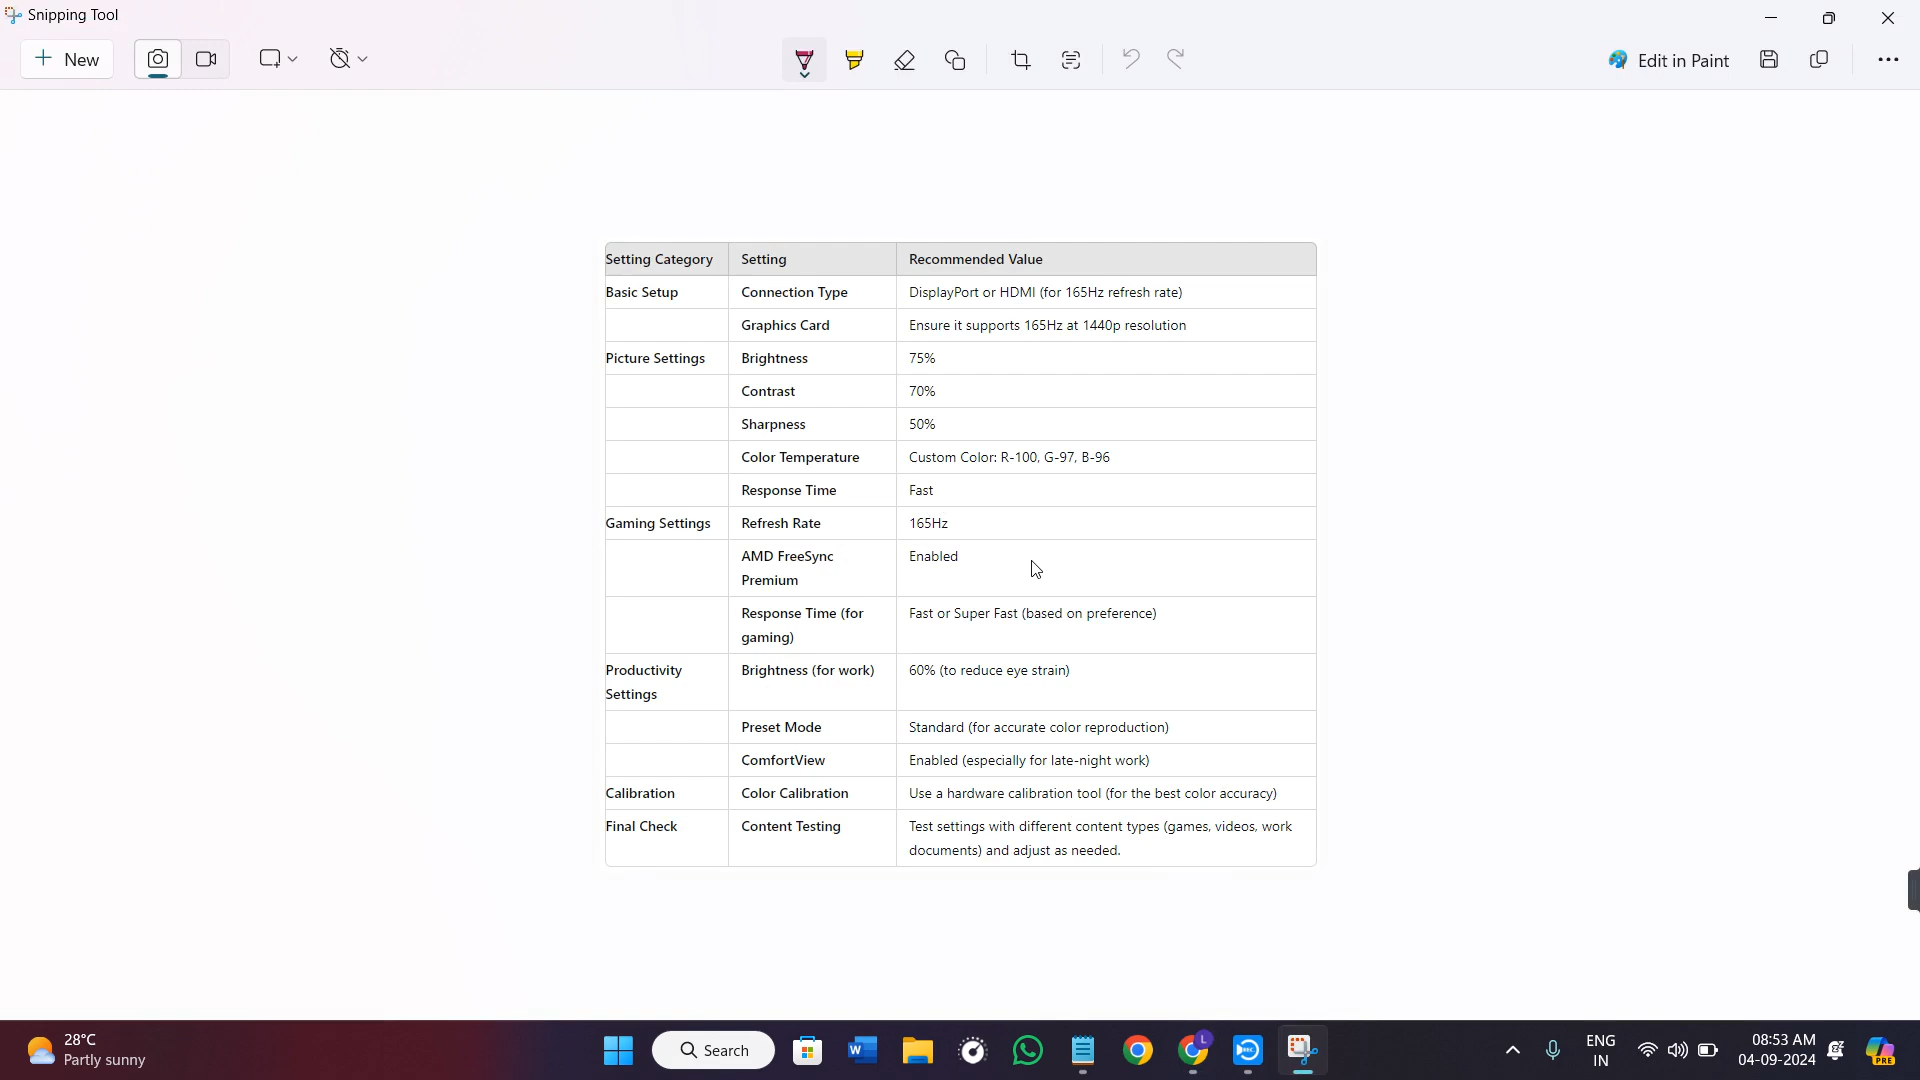 Snipping Tool
New
Edit in Paint
Setting Category Setting Recommended Value
Basic Setup Connection Type DisplayPort or HDMI (for 165Hz refresh rate)
Graphics Card Ensure it supports 165Hz at 1440p resolution
Picture Settings Brightness 75%
Contrast 70%
Sharpness 50%
Color Temperature Custom Color: R-100, G-97, B-96
Response Time Fast
Gaming Settings Refresh Rate 165Hz
AMD FreeSync Enabled
Premium
Response Time (for Fast or Super Fast (based on preference)
gaming)
Productivity Brightness (for work) 60% (to reduce eye strain)
Settings
Preset Mode Standard (for accurate color reproduction)
ComfortView Enabled (especially for late-night work)
Calibration Color Calibration Use a hardware calibration tool (for the best color accuracy)
Final Check Content Testing Test settings with different content types (games, videos, work
documents) and adjust as needed.
28°C
Partly sunny
Search
W
L
REC
ENG
IN
08:53 AM
04-09-2024
PRE